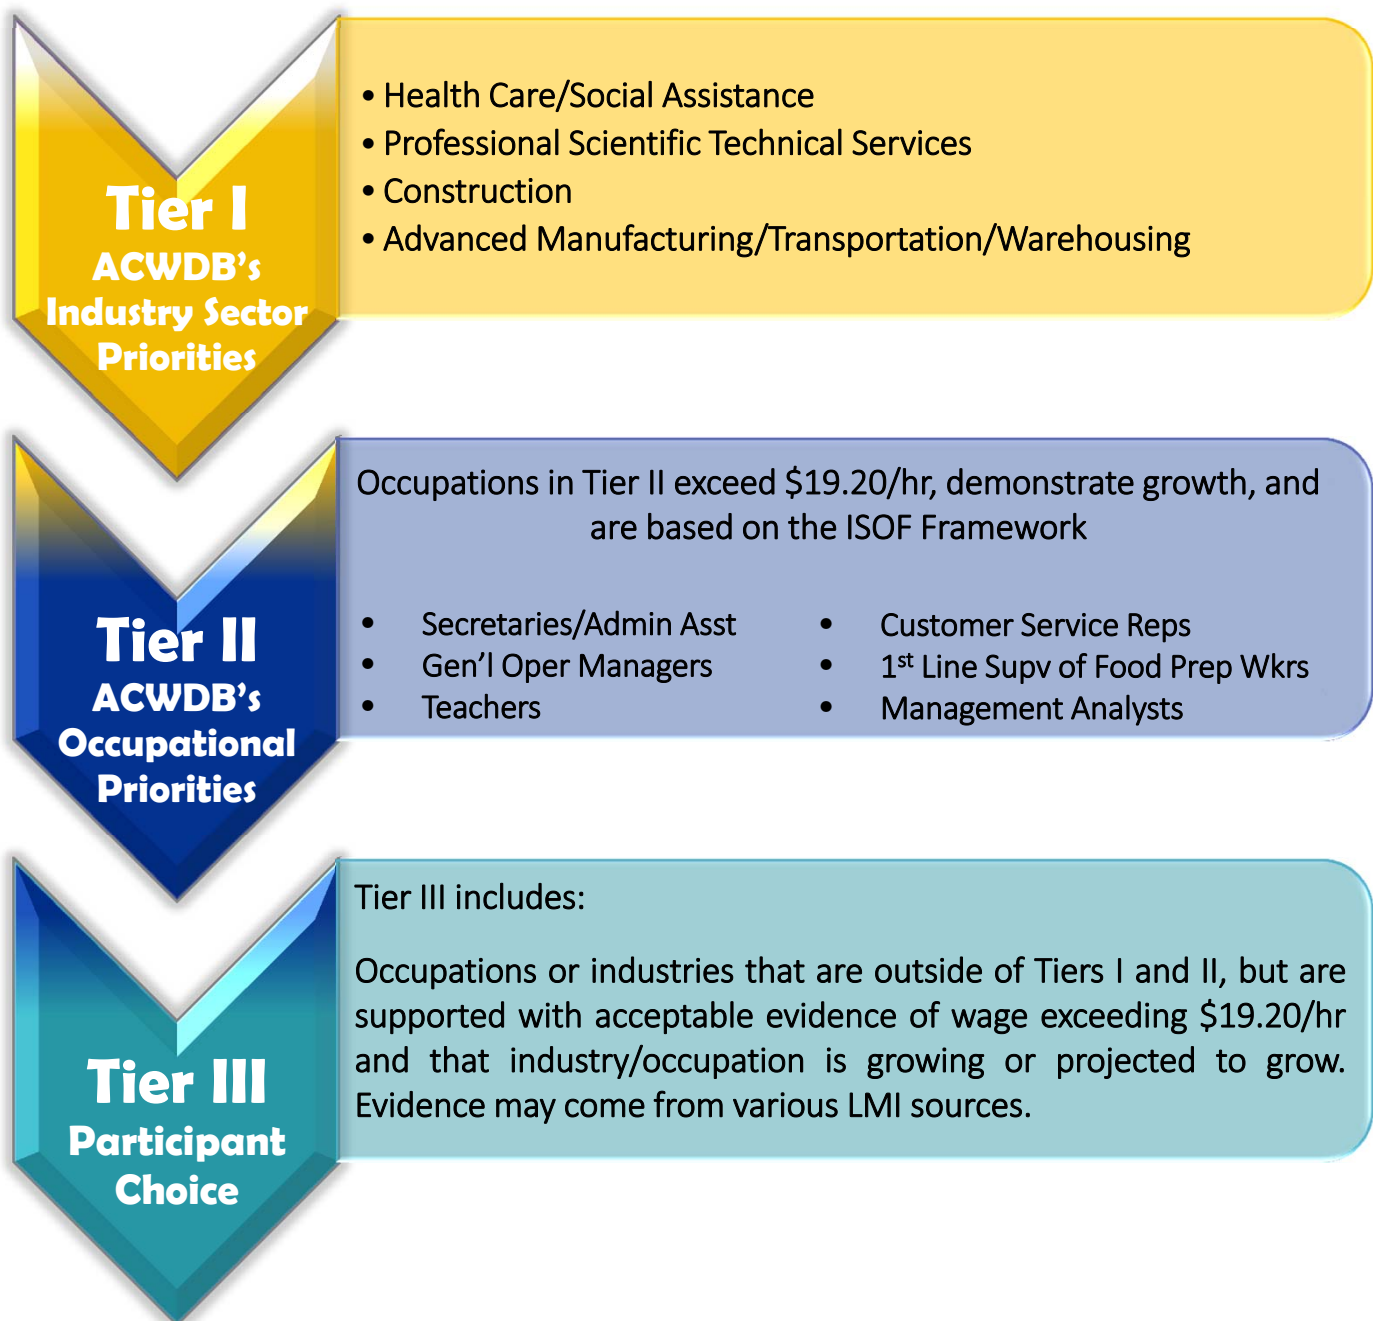 Tier I
ACWDB's
Industry Sector
Priorities
• Health Care/Social Assistance
• Professional Scientific Technical Services
• Construction
• Advanced Manufacturing/Transportation/Warehousing
Tier II
ACWDB's
Occupational
Priorities
Occupations in Tier II exceed $19.20/hr, demonstrate growth, and
are based on the ISOF Framework
• Secretaries/Admin Asst
• Gen'l Oper Managers
• Teachers
• Customer Service Reps
• 1st Line Supv of Food Prep Wkrs
• Management Analysts
Tier III
Participant
Choice
Tier III includes:
Occupations or industries that are outside of Tiers I and II, but are
supported with acceptable evidence of wage exceeding $19.20/hr
and that industry/occupation is growing or projected to grow.
Evidence may come from various LMI sources.